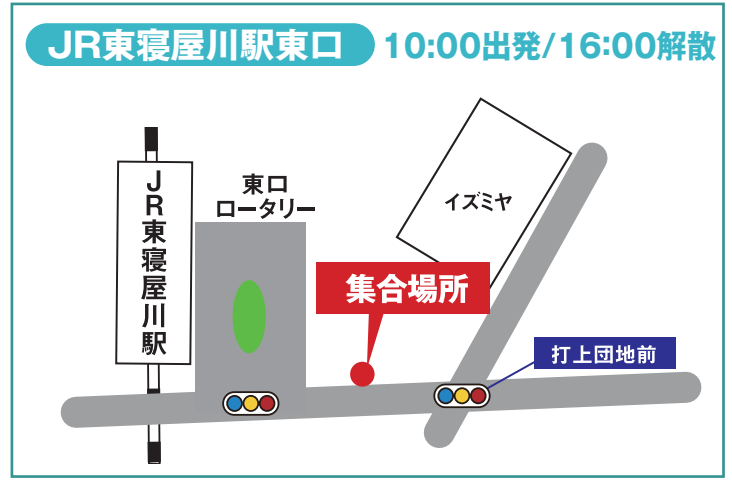 JR東寝屋川駅東口
10:00出発/16:00解散
JR東寝屋川駅
東口
ロータリー
イズミヤ
集合場所
打上団地前